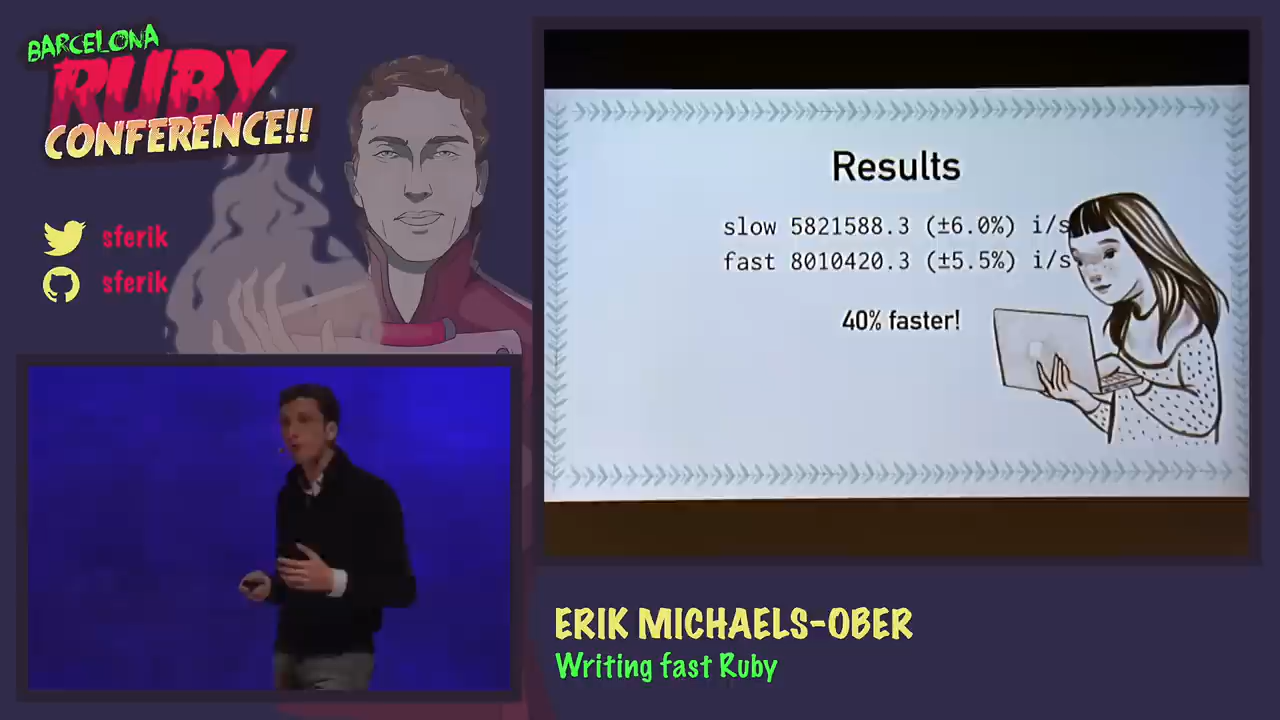 BARCELONA
RUBY
CONFERENCE!!
sferik
sferik
Results
slow 5821588.3 (±6.0%) i/s
fast 8010420.3 (±5.5%) i/s
40% faster!
ERIK MICHAELS-OBER
Writing fast Ruby